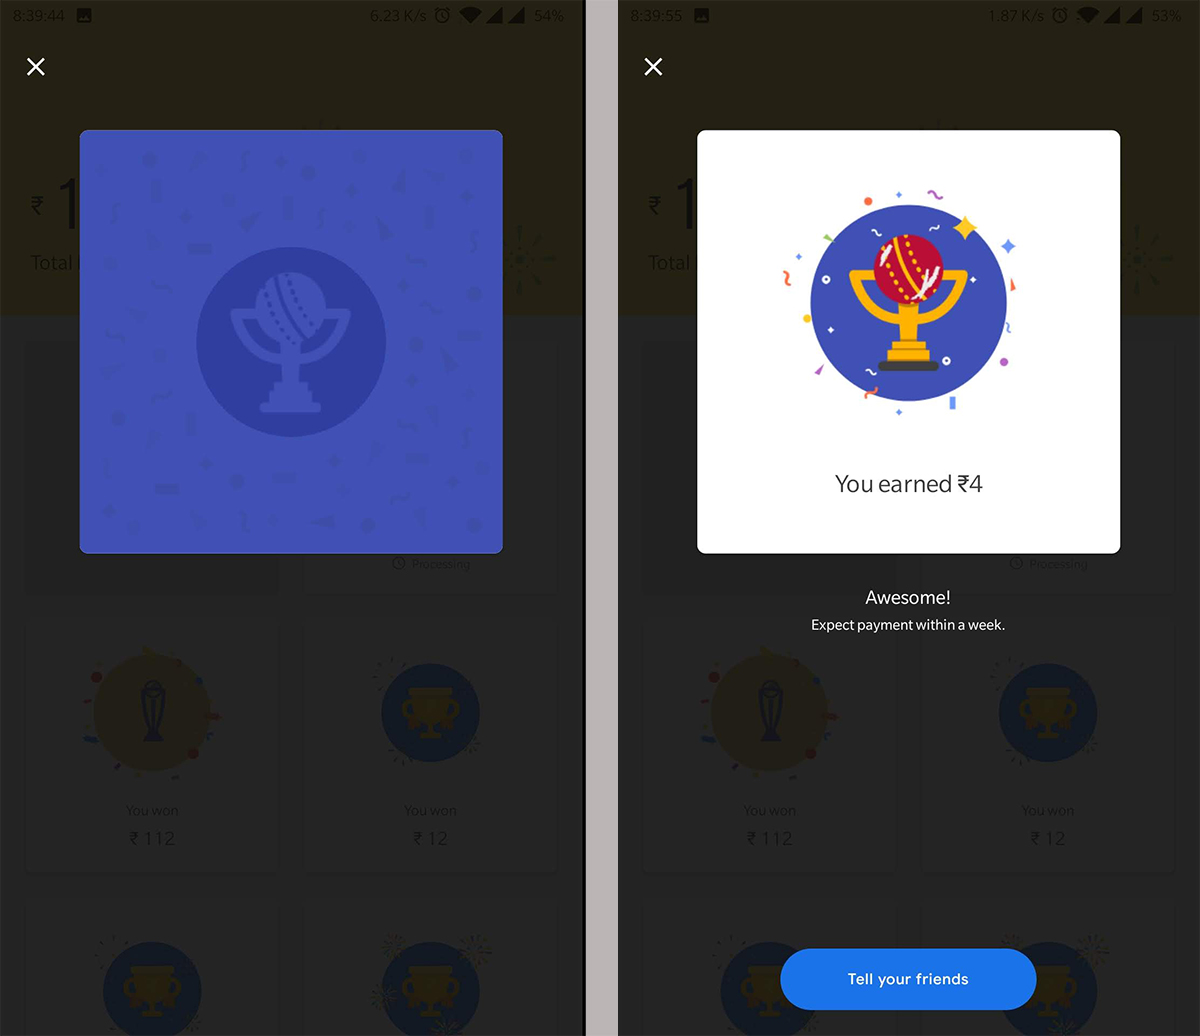 8:39:44
6.23 K/s
54%
₹ 1
Total
Processing
You won
₹ 112
You won
₹ 12
8:39:55
1.87 K/s
53%
₹ 1
Total
You earned ₹4
Processing
Awesome!
Expect payment within a week.
You won
₹ 112
You won
₹ 12
Tell your friends